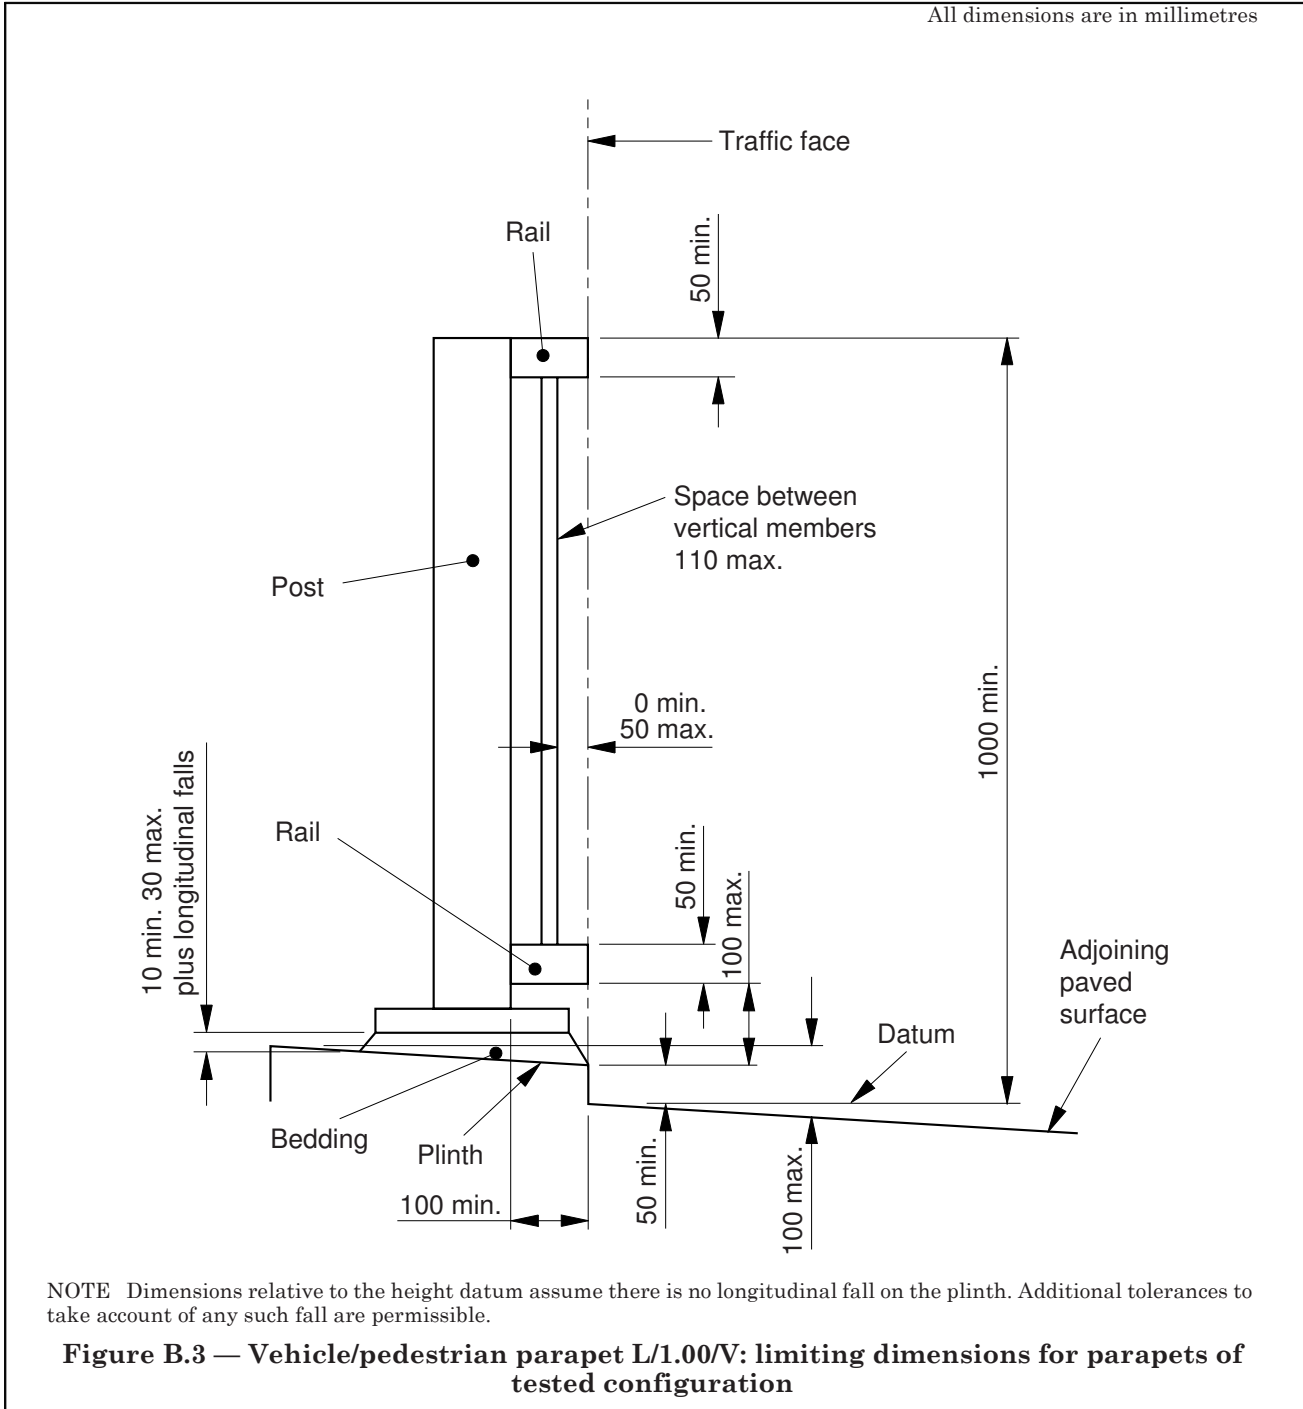 All dimensions are in millimetres
Traffic face
Rail
50 min.
Space between
vertical members
110 max.
Post
1000 min.
0 min.
50 max.
10 min. 30 max.
plus longitudinal falls
Rail
50 min.
100 max.
Adjoining
paved
surface
Datum
Bedding
Plinth
100 min.
50 min.
100 max.
NOTE Dimensions relative to the height datum assume there is no longitudinal fall on the plinth. Additional tolerances to
take account of any such fall are permissible.
Figure B.3 — Vehicle/pedestrian parapet L/1.00/V: limiting dimensions for parapets of
tested configuration